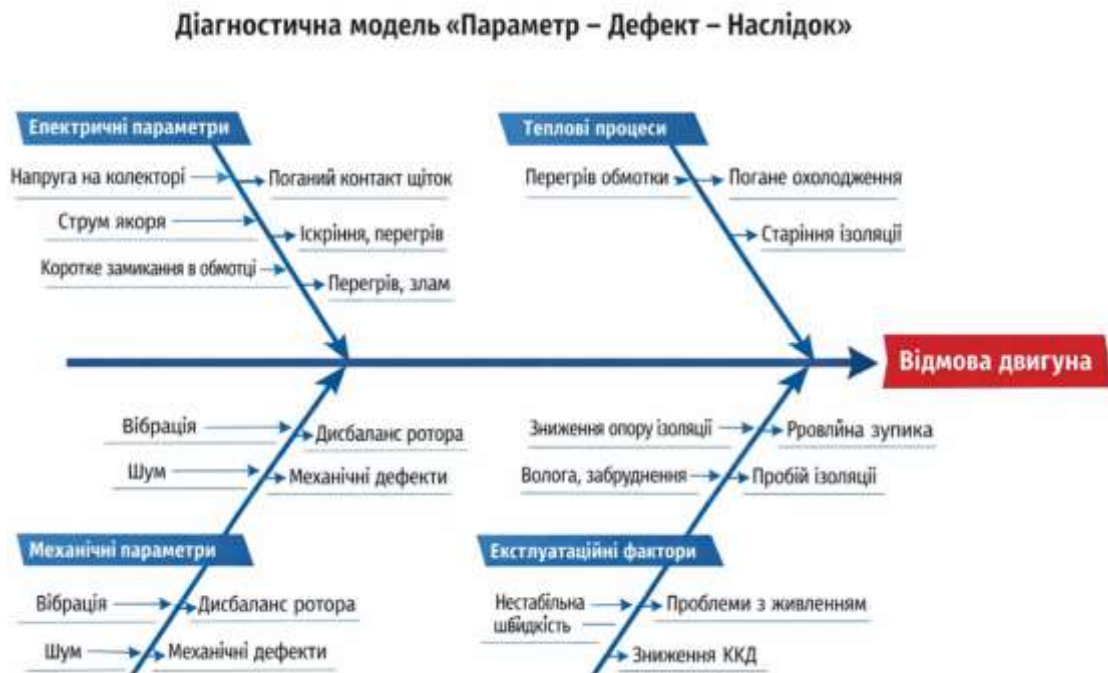 Діагностична модель «Параметр – Дефект – Наслідок»
Електричні параметри
Напруга на колекторі
Поганий контакт щіток
Струм якоря
Іскріння, перегрів
Коротке замикання в обмотці
Перегрів, злам
Теплові процеси
Перегрів обмотки
Погане охолодження
Старіння ізоляції
Відмова двигуна
Вібрація
Дисбаланс ротора
Шум
Механічні дефекти
Механічні параметри
Вібрація
Дисбаланс ротора
Шум
Механічні дефекти
Зниження опору ізоляції
Рровлйна зупика
Волога, забруднення
Пробій ізоляції
Екстлуатаційні фактори
Нестабільна
швидкість
Проблеми з живленням
Зниження ККД